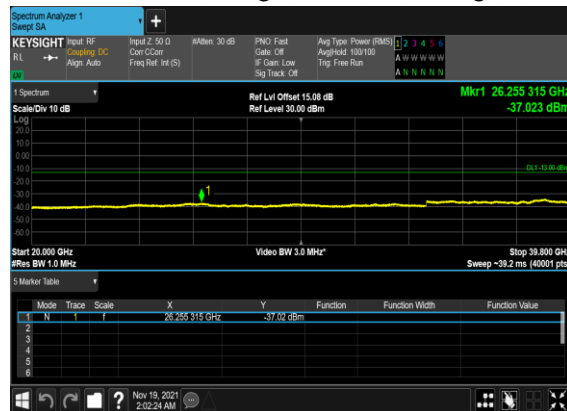 Spectrum Analyzer 1
Swept SA
KEYSIGHT Input: RF Input Z: 50 Ω #Atten: 30 dB PNO: Fast Avg Type: Power (RMS) 1 2 3 4 5 6
RL Coupling: DC Corr CCorr Gate: Off Avg|Hold: 100/100 A W W W W W
Align: Auto Freq Ref: Int (S) IF Gain: Low Trig: Free Run
Sig Track: Off A N N N N N
1 Spectrum Ref Lvl Offset 15.08 dB Mkr1 26.255 315 GHz
Scale/Div 10 dB Ref Level 30.00 dBm -37.023 dBm
Log
20.0
10.0
0.00
-10.0 DL1 -13.00 dBm
-20.0
-30.0 1
-40.0
-50.0
-60.0
Start 20.000 GHz Video BW 3.0 MHz* Stop 39.800 GHz
#Res BW 1.0 MHz Sweep ~39.2 ms (40001 pts)
5 Marker Table
Mode Trace Scale X Y Function Function Width Function Value
1 N 1 f 26.255 315 GHz -37.02 dBm
2
3
4
5
6
? Nov 19, 2021
2:02:24 AM